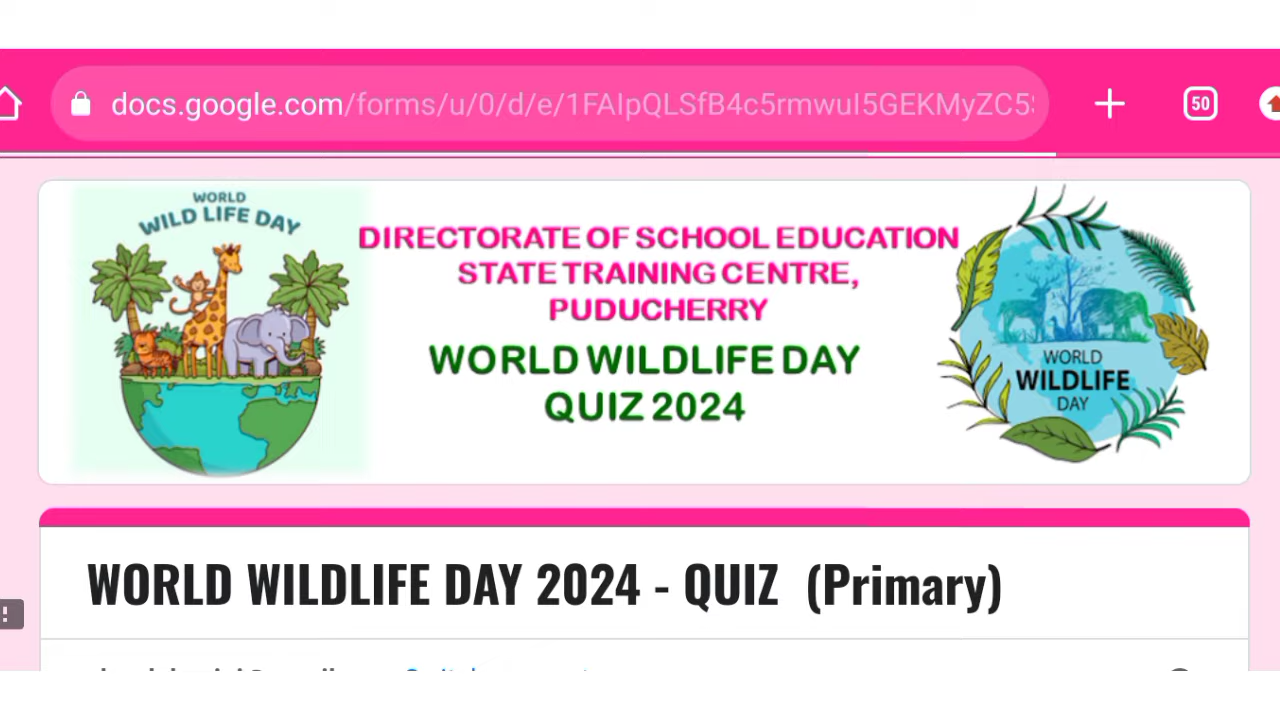 docs.google.com/forms/u/0/d/e/1FAIpQLSfB4c5rmwuI5GEKMyZC5
50
WORLD
WILD LIFE DAY
DIRECTORATE OF SCHOOL EDUCATION
STATE TRAINING CENTRE,
PUDUCHERRY
WORLD WILDLIFE DAY
QUIZ 2024
WORLD
WILDLIFE
DAY
WORLD WILDLIFE DAY 2024 - QUIZ (Primary)